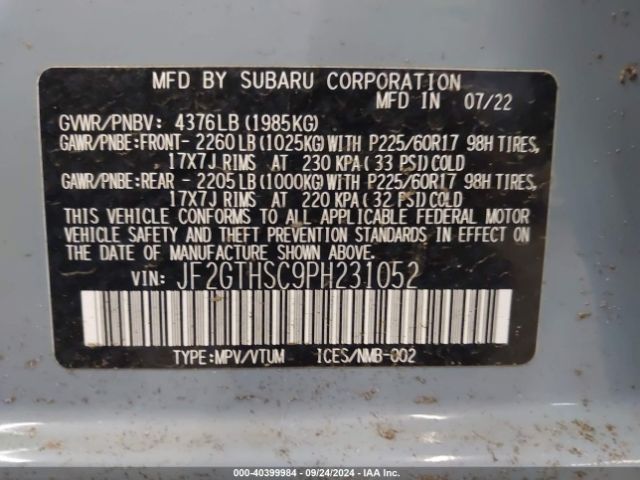 MFD BY SUBARU CORPORATION
MFD IN 07/22
GVWR/PNBV: 4376LB (1985KG)
GAWR/PNBE:FRONT- 2260LB (1025KG) WITH P225/60R17 98H TIRES,
17X7J RIMS AT 230 KPA( 33 PSI) COLD
GAWR/PNBE:REAR - 2205LB (1000KG) WITH P225/60R17 98H TIRES,
17X7J RIMS AT 220 KPA( 32 PSI) COLD
THIS VEHICLE CONFORMS TO ALL APPLICABLE FEDERAL MOTOR
VEHICLE SAFETY AND THEFT PREVENTION STANDARDS IN EFFECT ON
THE DATE OF MANUFACTURE SHOWN ABOVE.
VIN: JF2GTHSC9PH231052
TYPE:MPV/VTUM ICES/NMB-002
000-40399984 - 09/24/2024 - IAA Inc.